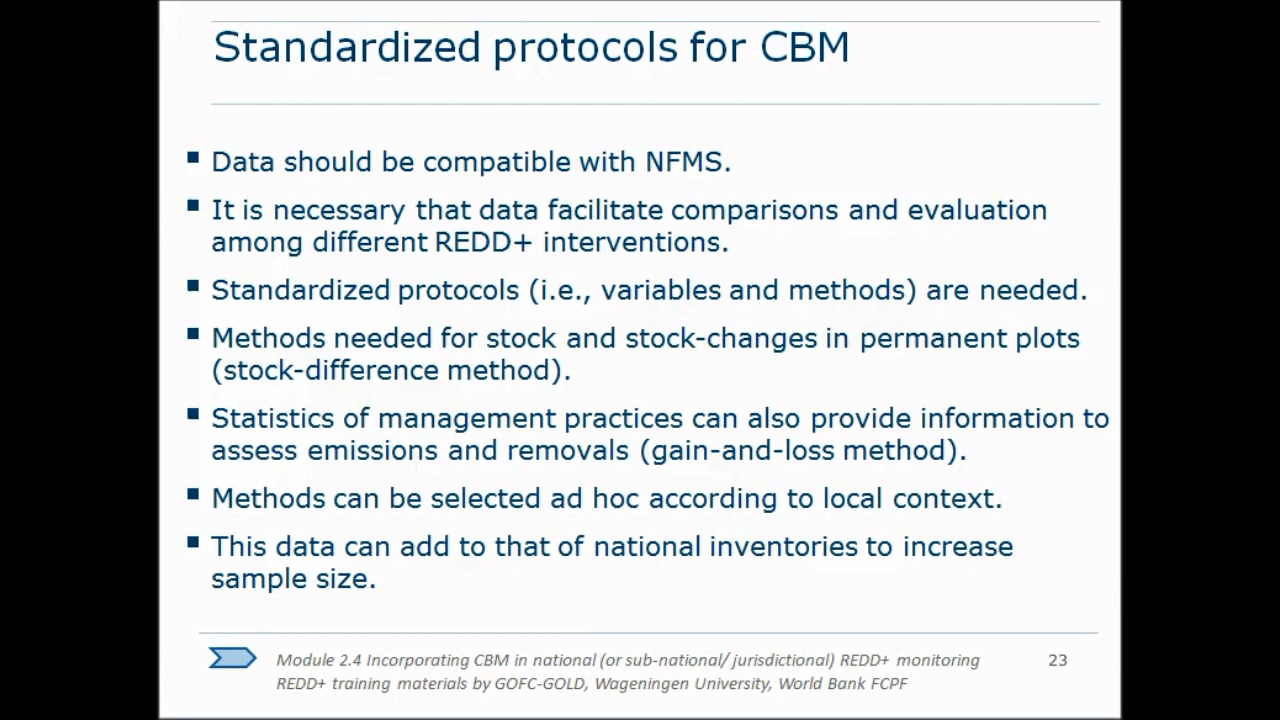 Standardized protocols for CBM
Data should be compatible with NFMS.
It is necessary that data facilitate comparisons and evaluation
among different REDD+ interventions.
Standardized protocols (i.e., variables and methods) are needed.
Methods needed for stock and stock-changes in permanent plots
(stock-difference method).
Statistics of management practices can also provide information to
assess emissions and removals (gain-and-loss method).
Methods can be selected ad hoc according to local context.
This data can add to that of national inventories to increase
sample size.
Module 2.4 Incorporating CBM in national (or sub-national/ jurisdictional) REDD+ monitoring
REDD+ training materials by GOFC-GOLD, Wageningen University, World Bank FCPF
23